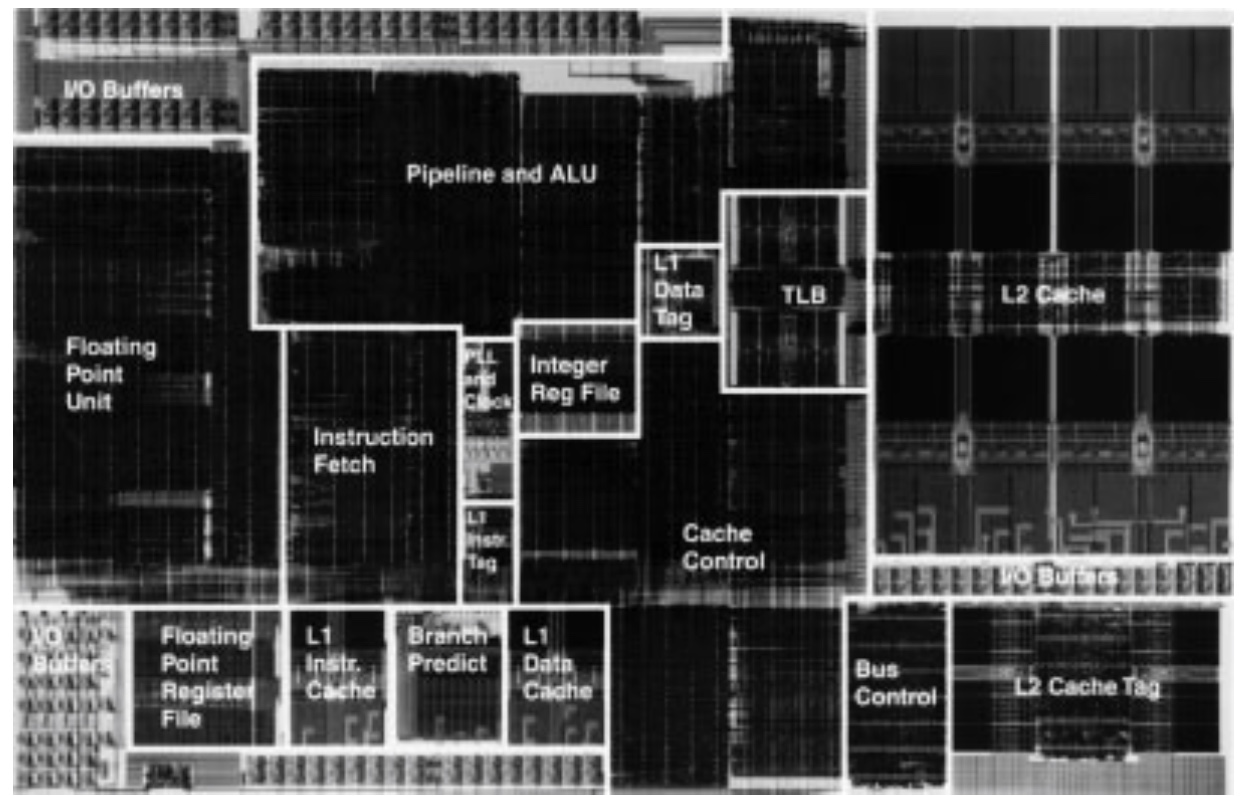 I/O Buffers
Pipeline and ALU
L1
Data
Tag
TLB
L2 Cache
Floating
Point
Unit
PLL
and
Clock
Integer
Reg File
Instruction
Fetch
L1
Instr.
Tag
Cache
Control
I/O Buffers
I/O
Buffers
Floating
Point
Register
File
L1
Instr.
Cache
Branch
Predict
L1
Data
Cache
Bus
Control
L2 Cache Tag